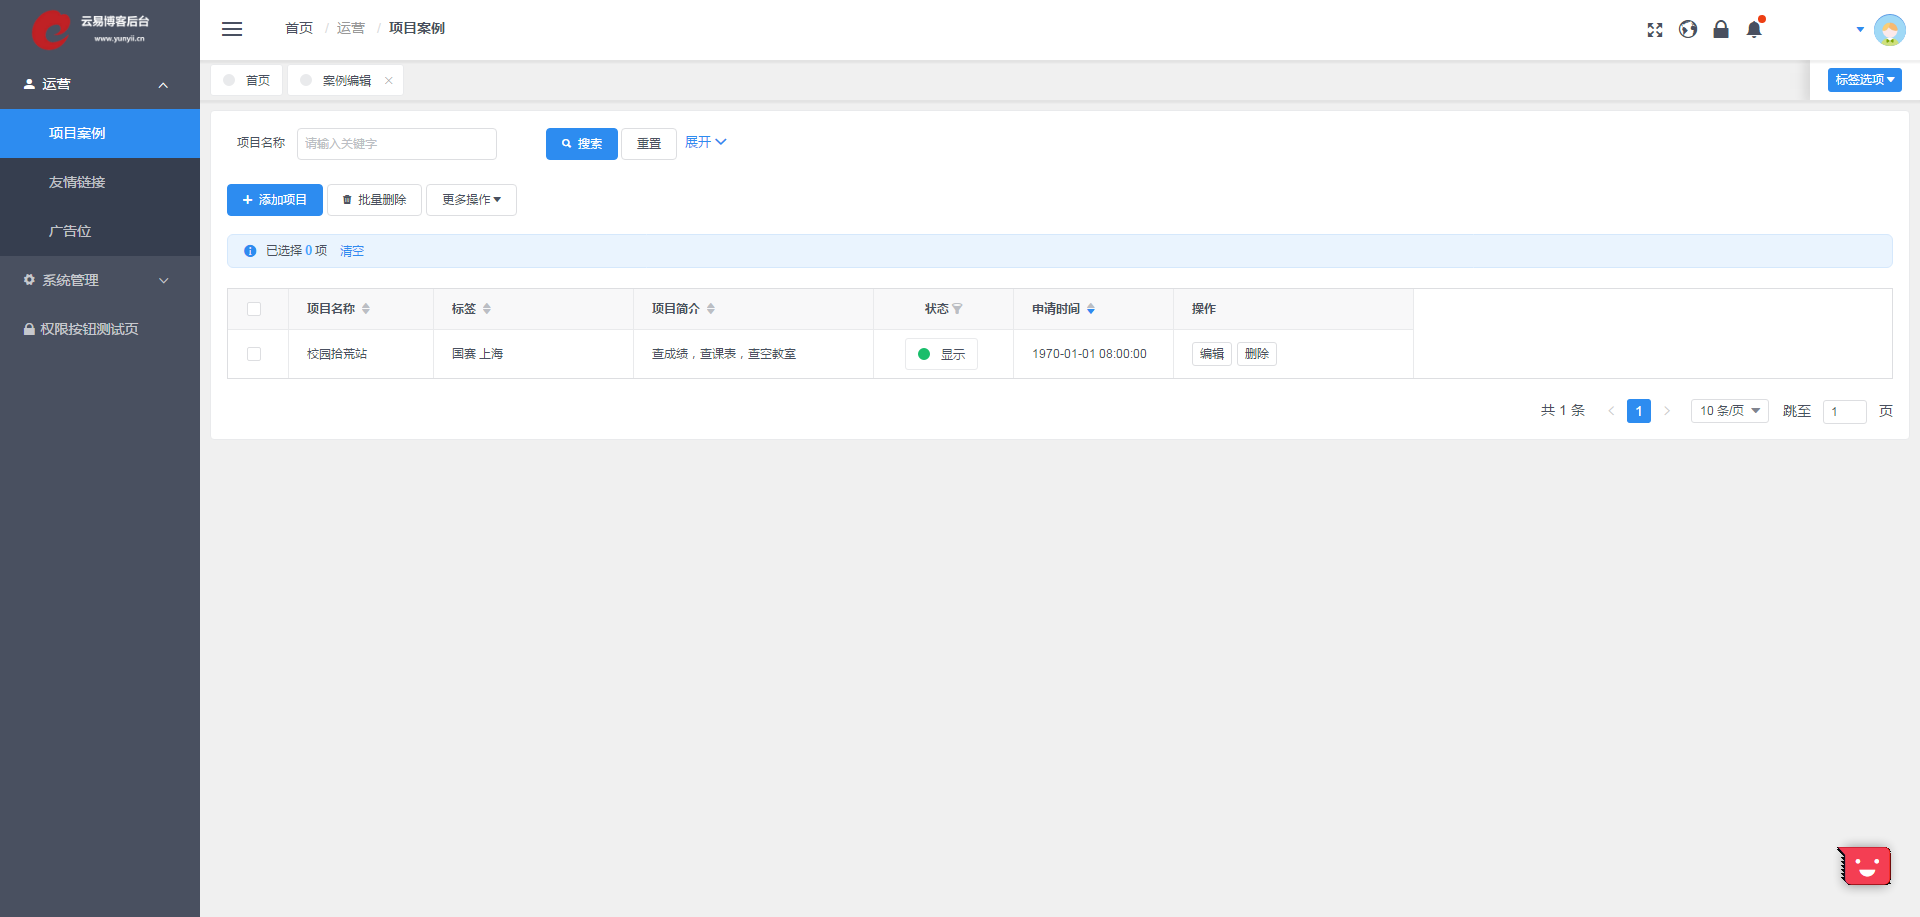 云易博客后台
www.yunyii.cn
首页 / 运营 / 项目案例
运营
项目案例
友情链接
广告位
系统管理
权限按钮测试页
首页
案例编辑
标签选项
项目名称
请输入关键字
搜索
重置
展开
添加项目
批量删除
更多操作
已选择 0 项 清空
项目名称 标签 项目简介 状态 申请时间 操作
校园拾荒站 国赛 上海 查成绩，查课表，查空教室 显示 1970-01-01 08:00:00 编辑 删除
共 1 条 1 10 条/页 跳至 1 页